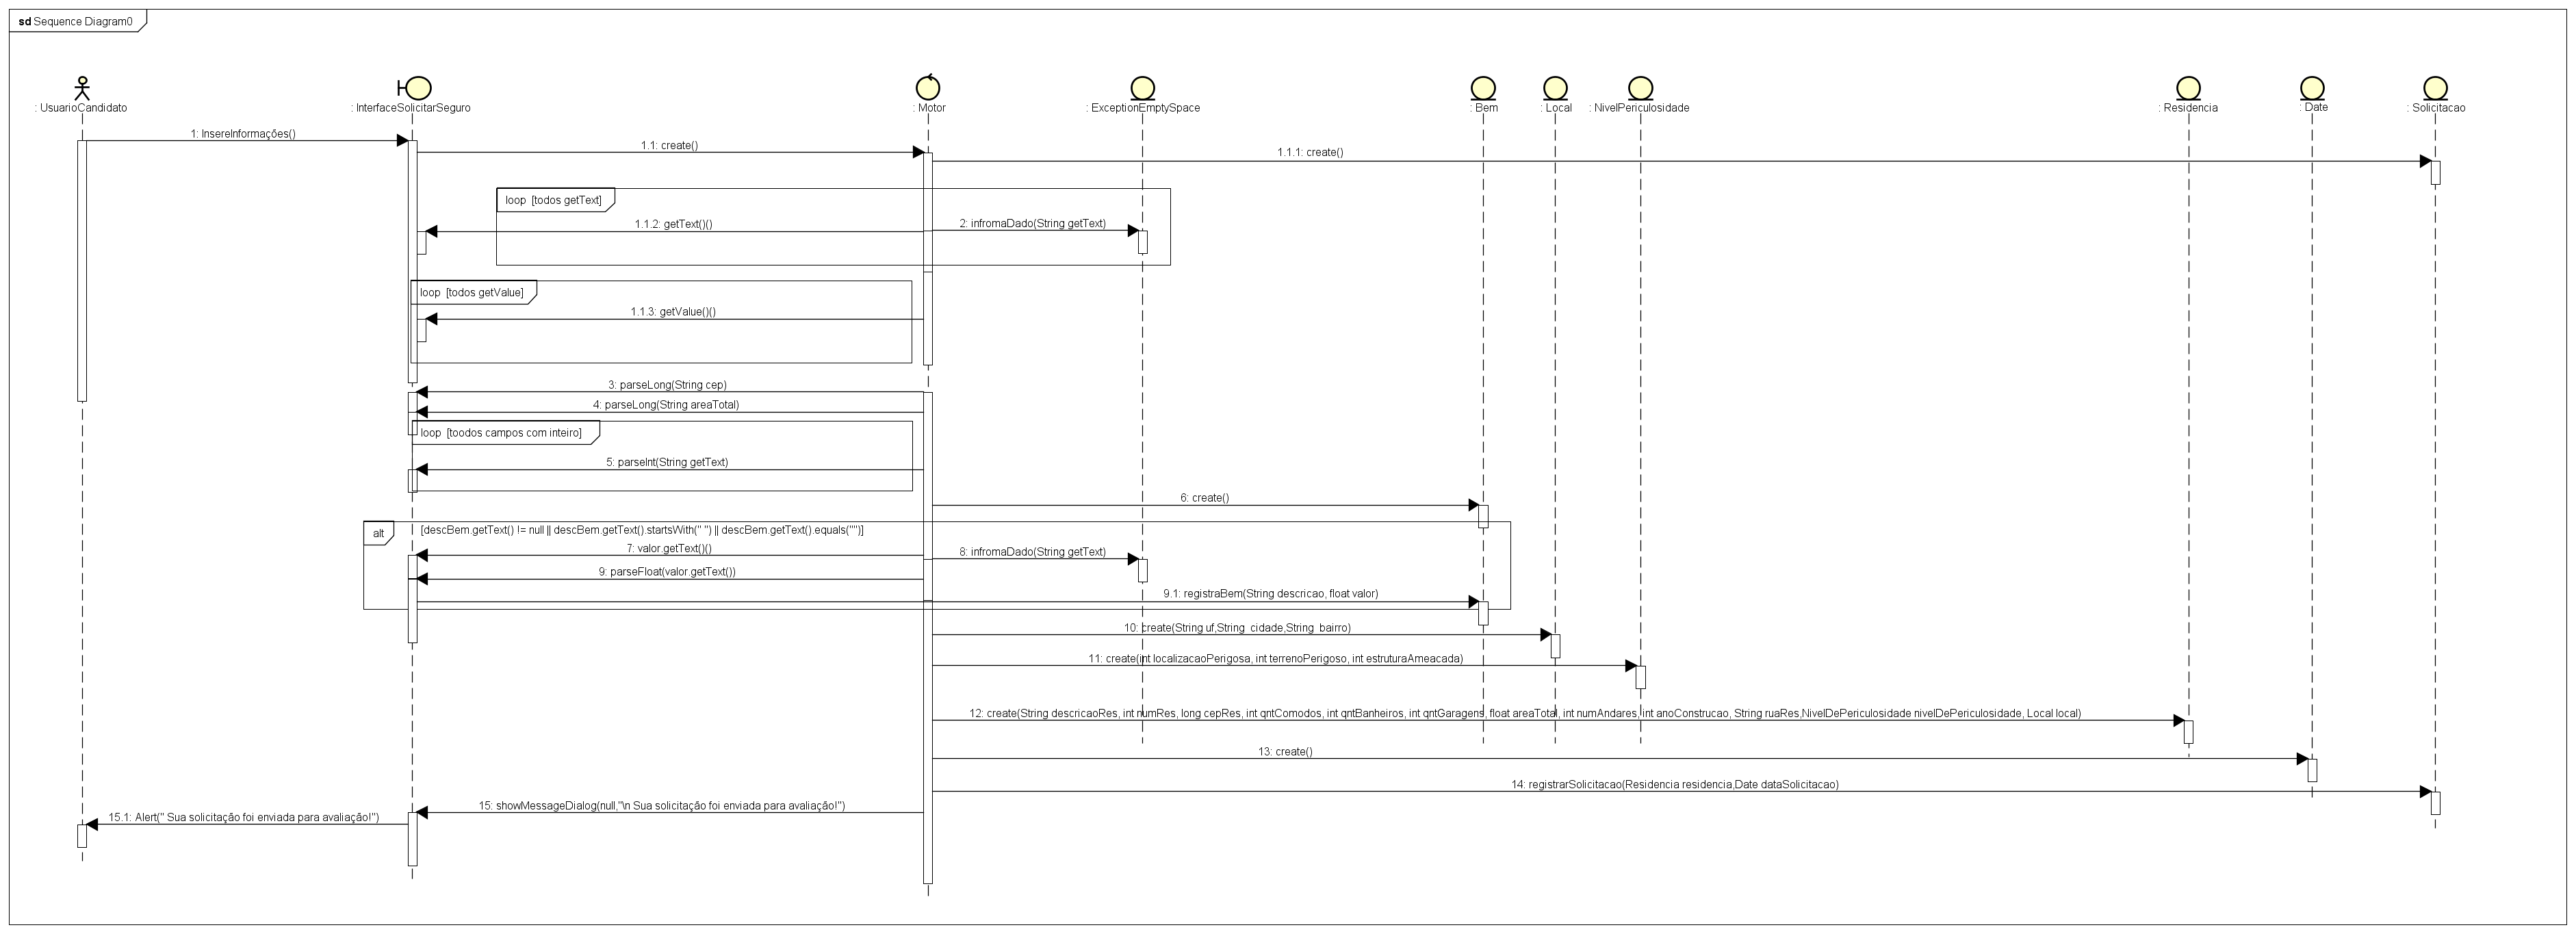 sd Sequence Diagram0
: UsuarioCandidato
: InterfaceSolicitarSeguro
: Motor
: ExceptionEmptySpace
: Bem
: Local
: NivelPericulosidade
: Residencia
: Date
: Solicitacao
1: InsereInformações()
1.1: create()
1.1.1: create()
loop [todos getText]
1.1.2: getText()()
2: infromaDado(String getText)
loop [todos getValue]
1.1.3: getValue()()
3: parseLong(String cep)
4: parseLong(String areaTotal)
loop [toodos campos com inteiro]
5: parseInt(String getText)
6: create()
alt [descBem.getText() != null || descBem.getText().startsWith(" ") || descBem.getText().equals("")]
7: valor.getText()()
8: infromaDado(String getText)
9: parseFloat(valor.getText())
9.1: registraBem(String descricao, float valor)
10: create(String uf,String cidade,String bairro)
11: create(int localizacaoPerigosa, int terrenoPerigoso, int estruturaAmeacada)
12: create(String descricaoRes, int numRes, long cepRes, int qntComodos, int qntBanheiros, int qntGaragens, float areaTotal, int numAndares, int anoConstrucao, String ruaRes,NivelDePericulosidade nivelDePericulosidade, Local local)
13: create()
14: registrarSolicitacao(Residencia residencia,Date dataSolicitacao)
15: showMessageDialog(null,"\n Sua solicitação foi enviada para avaliação!")
15.1: Alert(" Sua solicitação foi enviada para avaliação!")